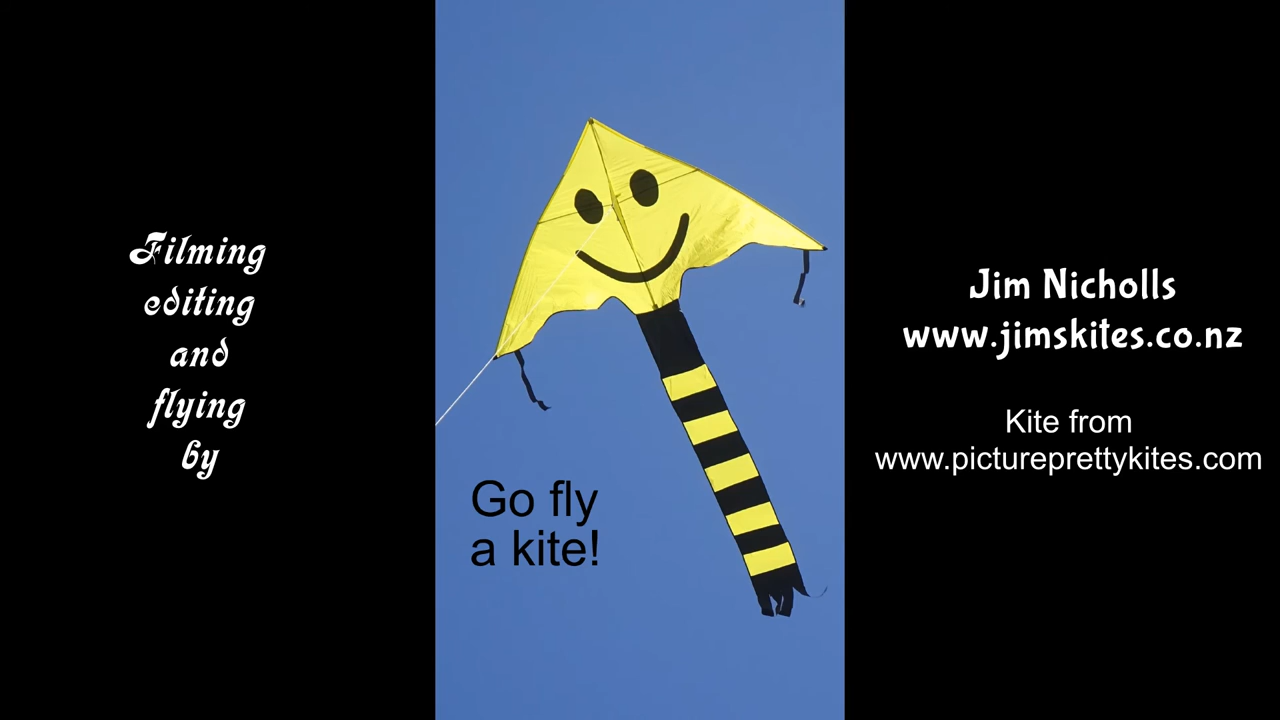 Filming
editing
and
flying
by
Go fly
a kite!
Jim Nicholls
www.jimskites.co.nz
Kite from
www.pictureprettykites.com